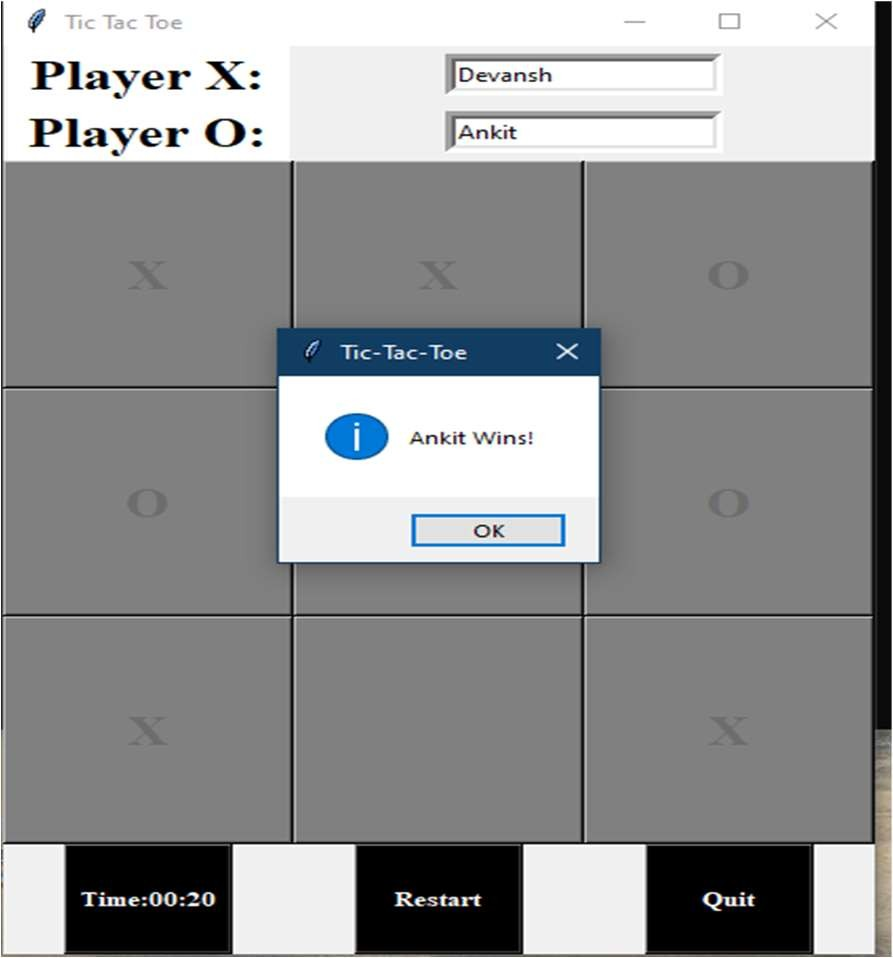 Tic Tac Toe
Player X: Devansh
Player O: Ankit
X X O
Tic-Tac-Toe
i Ankit Wins!
O O
OK
X X
Time:00:20 Restart Quit